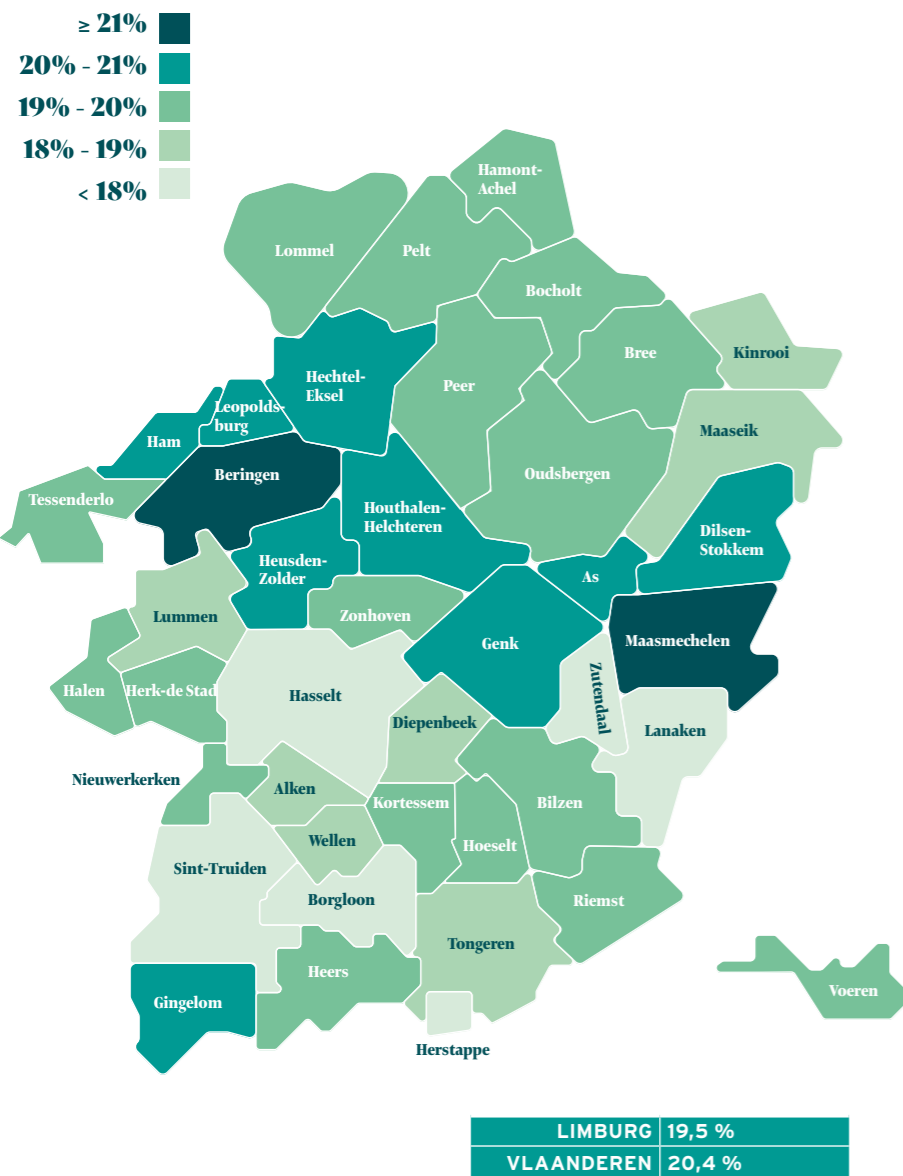 ≥ 21%
20% - 21%
19% - 20%
18% - 19%
< 18%
Hamont-
Achel
Lommel
Pelt
Bocholt
Kinrooi
Bree
Hechtel-
Eksel
Peer
Leopolds-
burg
Ham
Maaseik
Beringen
Oudsbergen
Tessenderlo
Houthalen-
Helchteren
Dilsen-
Stokkem
Heusden-
Zolder
As
Lummen
Zonhoven
Genk
Maasmechelen
Halen
Herk-de Stad
Hasselt
Zutendaal
Diepenbeek
Lanaken
Nieuwerkerken
Alken
Kortessem
Bilzen
Wellen
Hoeselt
Sint-Truiden
Borgloon
Riemst
Tongeren
Heers
Voeren
Gingelom
Herstappe
LIMBURG 19,5 %
VLAANDEREN 20,4 %